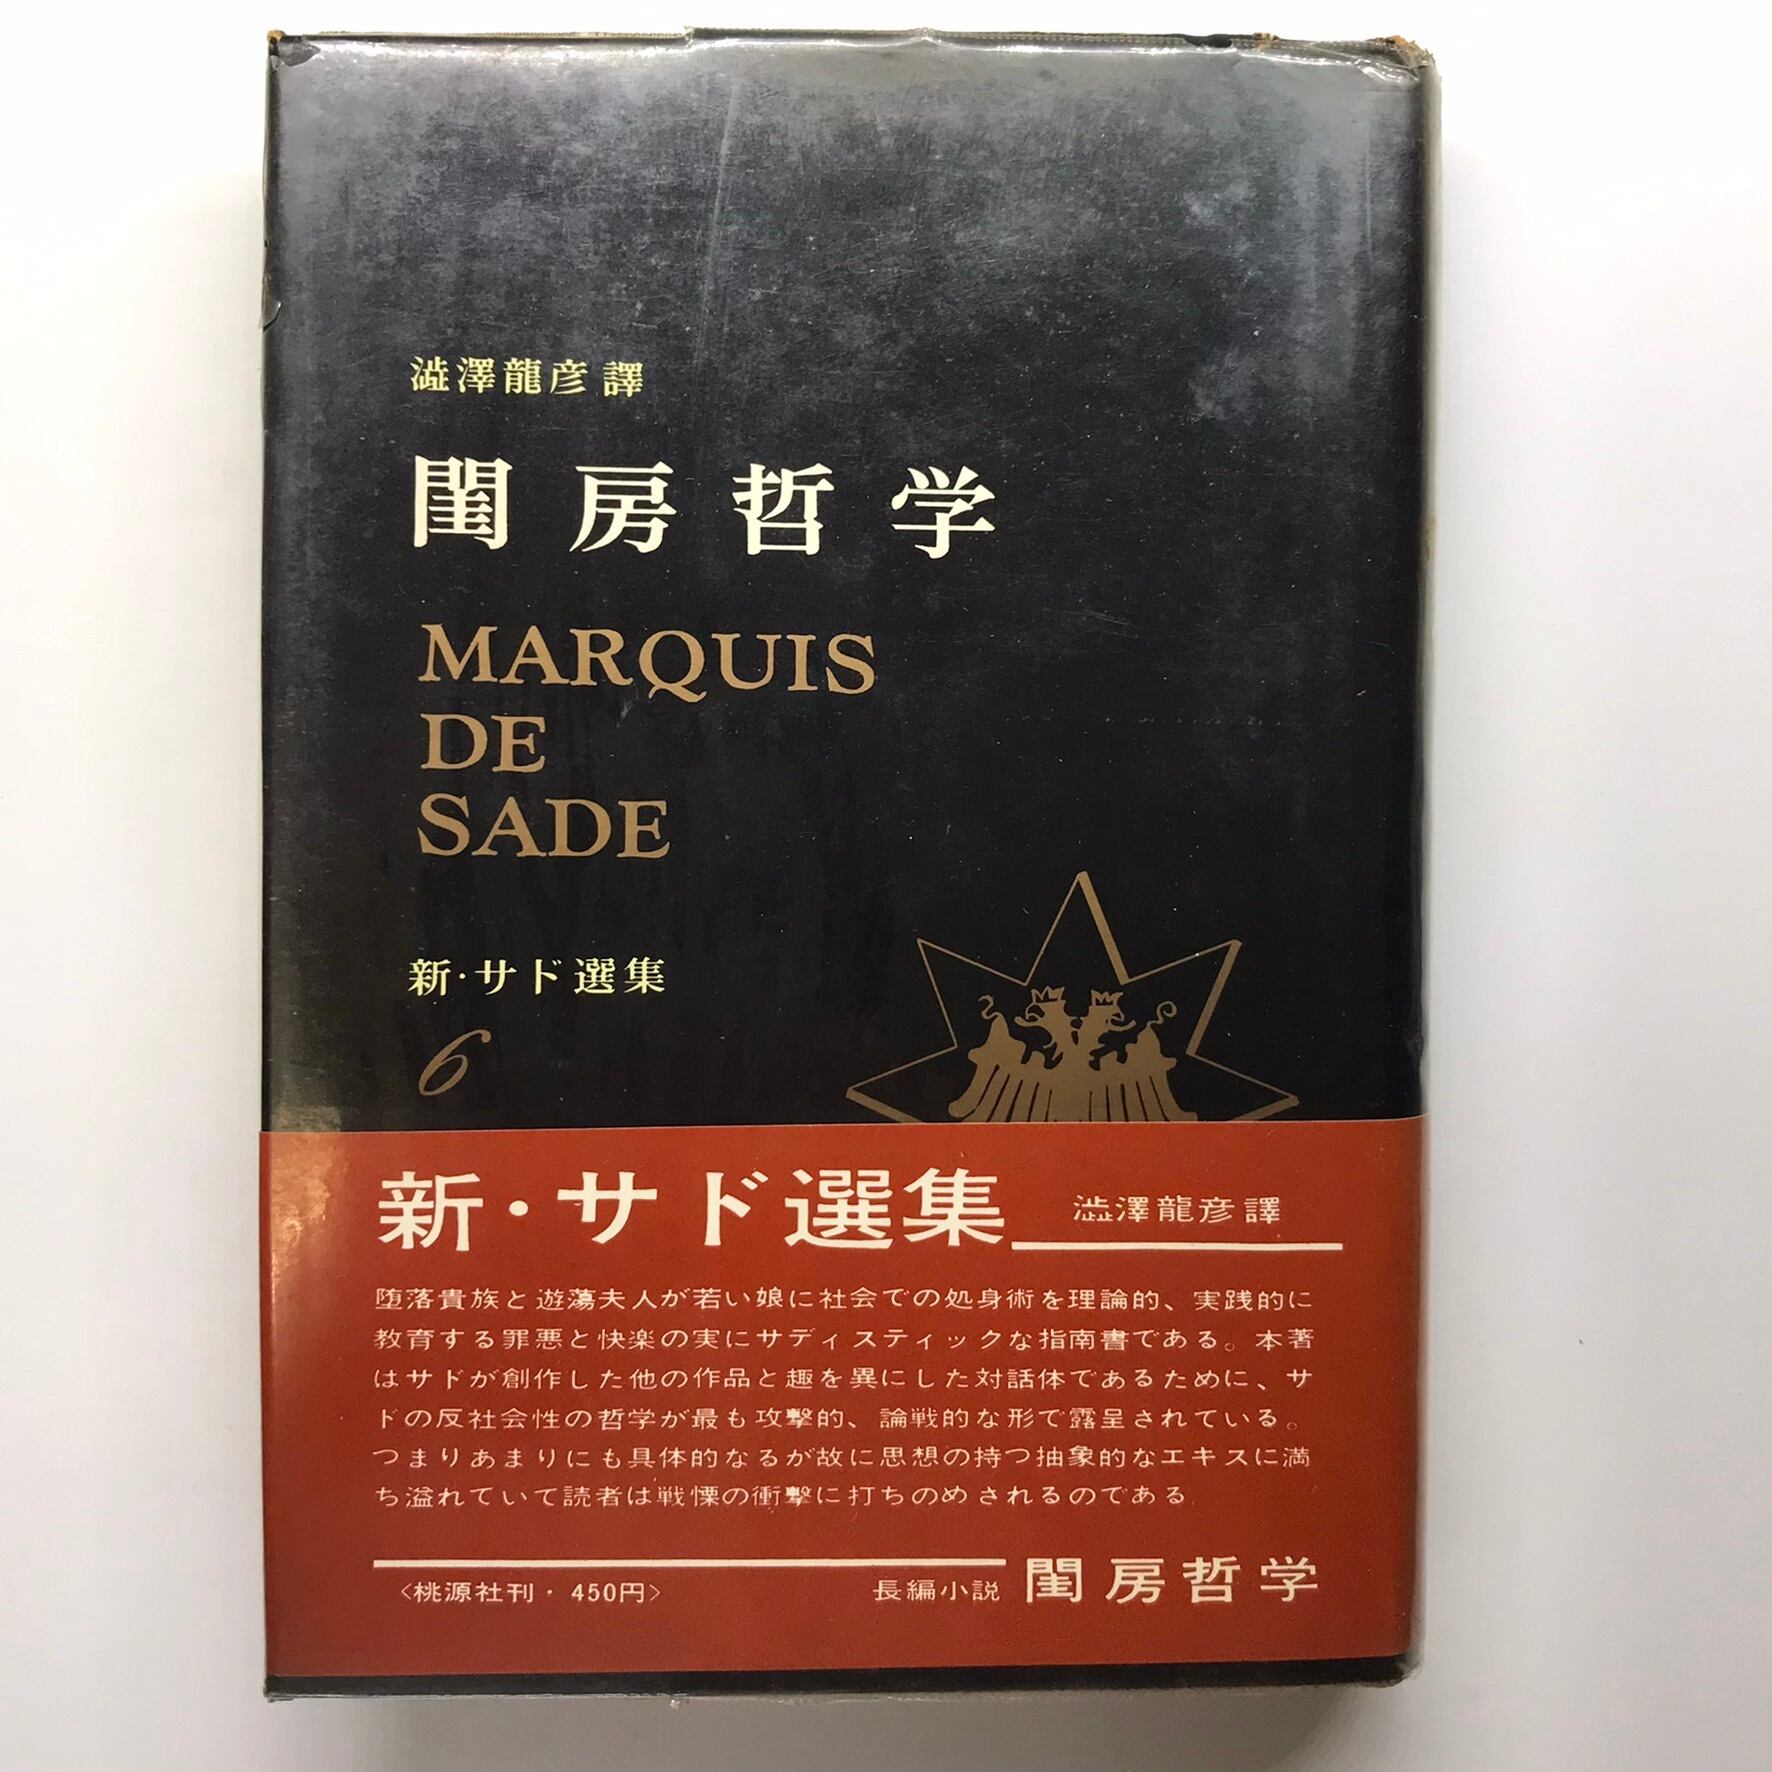 澁澤龍彦譯
閨房哲学
MARQUIS
DE
SADE
新・サド選集
6
新・サド選集 澁澤龍彦譯
堕落貴族と遊蕩夫人が若い娘に社会での処身術を理論的、実践的に
教育する罪悪と快楽の実にサディスティックな指南書である。本著
はサドが創作した他の作品と趣を異にした対話体であるために、サ
ドの反社会性の哲学が最も攻撃的、論戦的な形で露呈されている。
つまりあまりにも具体的なるが故に思想の持つ抽象的なエキスに満
ち溢れていて読者は戦慄の衝撃に打ちのめされるのである
〈桃源社刊・450円〉 長編小説 閨房哲学